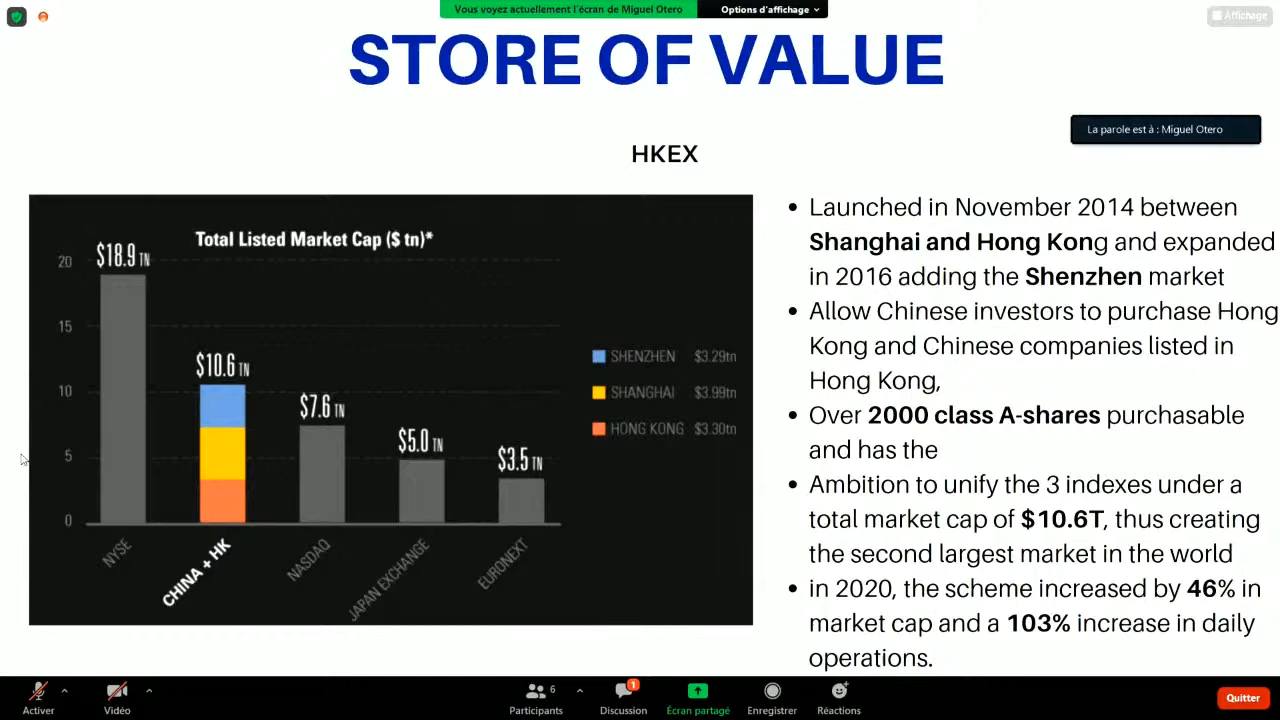 Vous voyez actuellement l'écran de Miguel Otero
Options d'affichage
Affichage
STORE OF VALUE
La parole est à : Miguel Otero
HKEX
Total Listed Market Cap ($ tn)*
20
15
10
5
0
$18.9 TN
$10.6 TN
$7.6 TN
$5.0 TN
$3.5 TN
SHENZHEN $3.29tn
SHANGHAI $3.99tn
HONG KONG $3.30tn
NYSE
CHINA + HK
NASDAQ
JAPAN EXCHANGE
EURONEXT
• Launched in November 2014 between
Shanghai and Hong Kong and expanded
in 2016 adding the Shenzhen market
• Allow Chinese investors to purchase Hong
Kong and Chinese companies listed in
Hong Kong,
• Over 2000 class A-shares purchasable
and has the
• Ambition to unify the 3 indexes under a
total market cap of $10.6T, thus creating
the second largest market in the world
• in 2020, the scheme increased by 46% in
market cap and a 103% increase in daily
operations.
Activer
Vidéo
6
Participants
1
Discussion
Écran partagé
Enregistrer
Réactions
Quitter